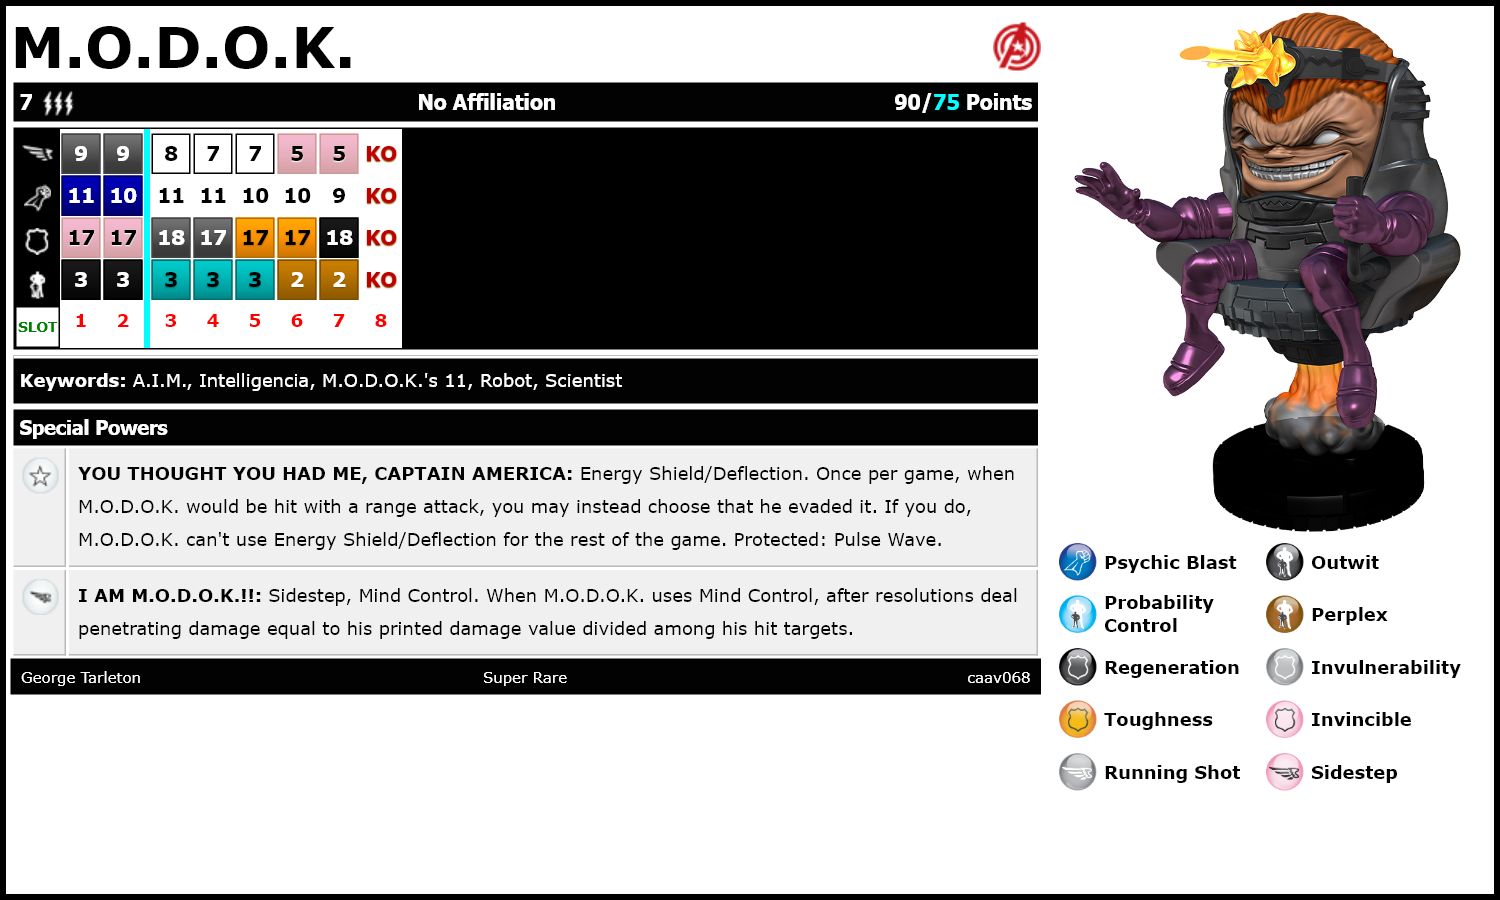 M.O.D.O.K.
7 No Affiliation 90/75 Points
9 9 8 7 7 5 5 KO
11 10 11 11 10 10 9 KO
17 17 18 17 17 17 18 KO
3 3 3 3 3 2 2 KO
SLOT 1 2 3 4 5 6 7 8
Keywords: A.I.M., Intelligencia, M.O.D.O.K.'s 11, Robot, Scientist
Special Powers
YOU THOUGHT YOU HAD ME, CAPTAIN AMERICA: Energy Shield/Deflection. Once per game, when
M.O.D.O.K. would be hit with a range attack, you may instead choose that he evaded it. If you do,
M.O.D.O.K. can't use Energy Shield/Deflection for the rest of the game. Protected: Pulse Wave.
I AM M.O.D.O.K.!!: Sidestep, Mind Control. When M.O.D.O.K. uses Mind Control, after resolutions deal
penetrating damage equal to his printed damage value divided among his hit targets.
George Tarleton Super Rare caav068
Psychic Blast Outwit
Probability
Control Perplex
Regeneration Invulnerability
Toughness Invincible
Running Shot Sidestep